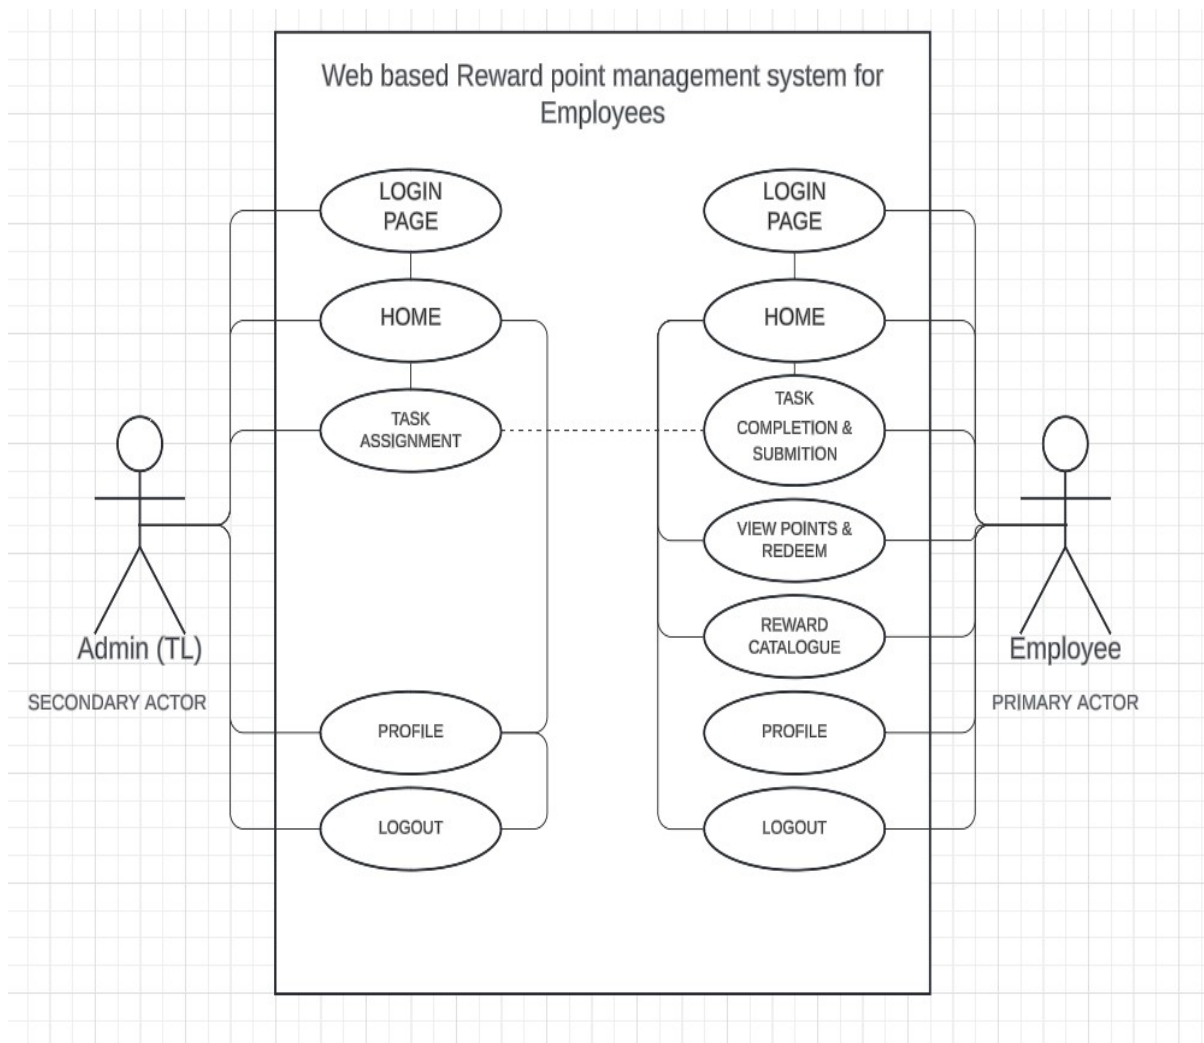 Web based Reward point management system for
Employees
LOGIN
PAGE
HOME
TASK
ASSIGNMENT
PROFILE
LOGOUT
LOGIN
PAGE
HOME
TASK
COMPLETION &
SUBMITION
VIEW POINTS &
REDEEM
REWARD
CATALOGUE
PROFILE
LOGOUT
Admin (TL)
SECONDARY ACTOR
Employee
PRIMARY ACTOR